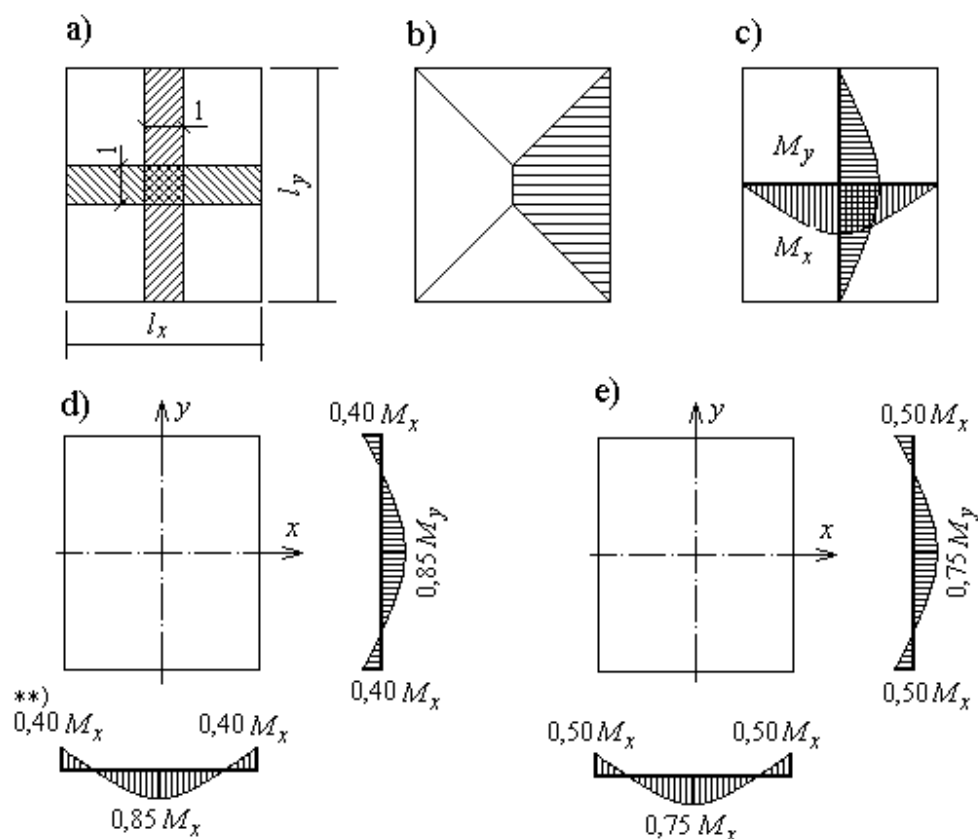 a)
b)
c)
1
1
l_y
l_x
M_y
M_x
d)
y
x
0,40 M_x
0,85 M_y
0,40 M_x
**)
0,40 M_x
0,40 M_x
0,85 M_x
e)
y
x
0,50 M_x
0,75 M_y
0,50 M_x
0,50 M_x
0,50 M_x
0,75 M_x